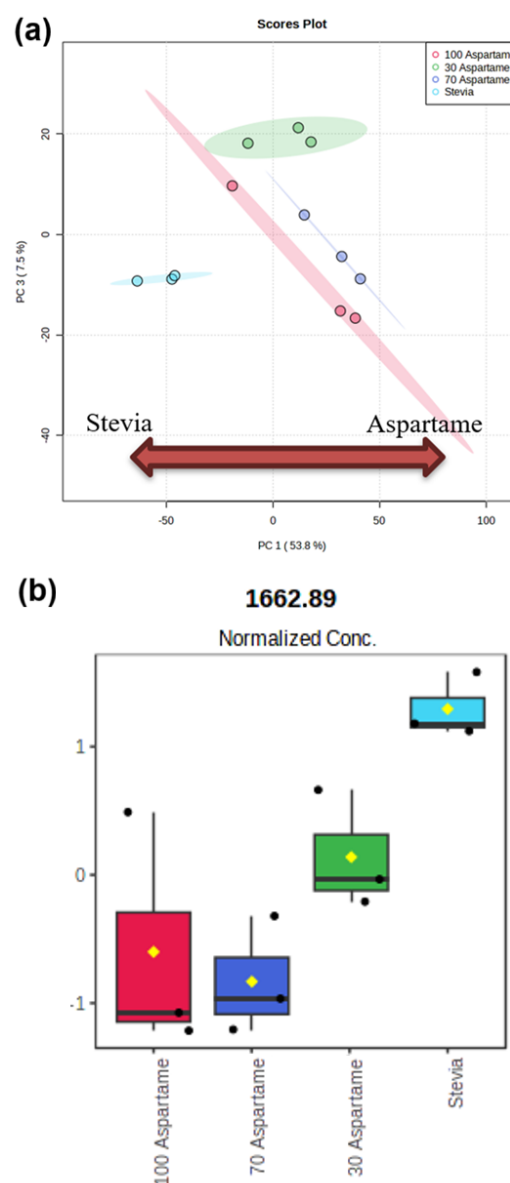 (a)
Scores Plot
100 Aspartam
30 Aspartame
70 Aspartame
Stevia
20
0
-20
-40
PC 3 ( 7.5 %)
Stevia
Aspartame
-50
0
50
100
PC 1 ( 53.8 %)
(b)
1662.89
Normalized Conc.
1
0
-1
100 Aspartame
70 Aspartame
30 Aspartame
Stevia